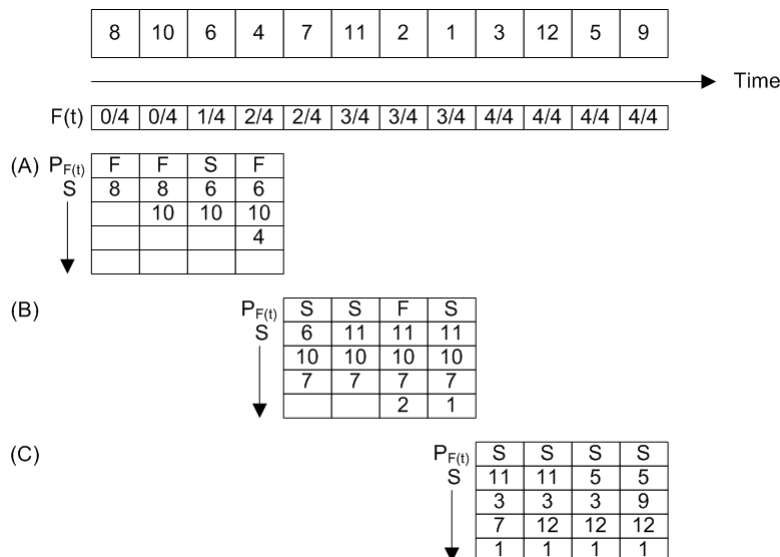 8 10 6 4 7 11 2 1 3 12 5 9
Time
F(t) 0/4 0/4 1/4 2/4 2/4 3/4 3/4 3/4 4/4 4/4 4/4 4/4
(A) PF(t) F F S F
S 8 8 6 6
10 10 10
4
(B) PF(t) S S F S
S 6 11 11 11
10 10 10 10
7 7 7 7
2 1
(C) PF(t) S S S S
S 11 11 5 5
3 3 3 9
7 12 12 12
1 1 1 1